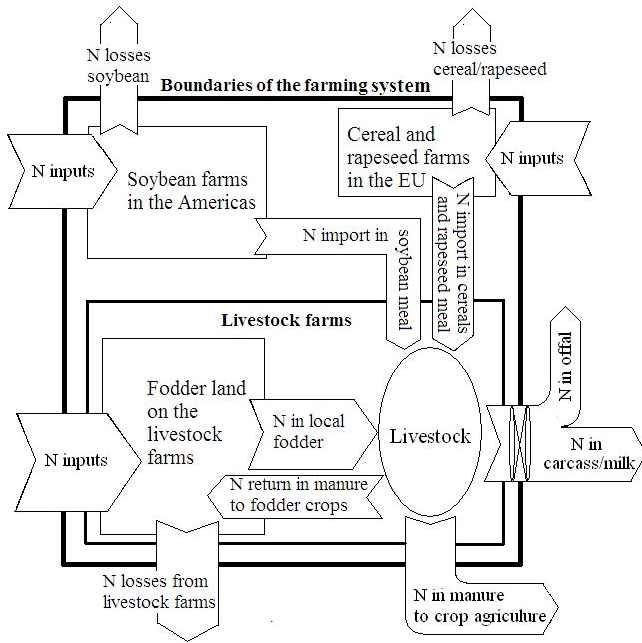 N losses
soybean
N losses
cereal/rapeseed
Boundaries of the farming system
N inputs
Soybean farms
in the Americas
Cereal and
rapeseed farms
in the EU
N inputs
N import in
soybean meal
N import in cereals
and rapeseed meal
Livestock farms
Fodder land
on the
livestock
farms
N inputs
N in local
fodder
Livestock
N in offal
N in
carcass/milk
N return in manure
to fodder crops
N losses from
livestock farms
N in manure
to crop agriculure